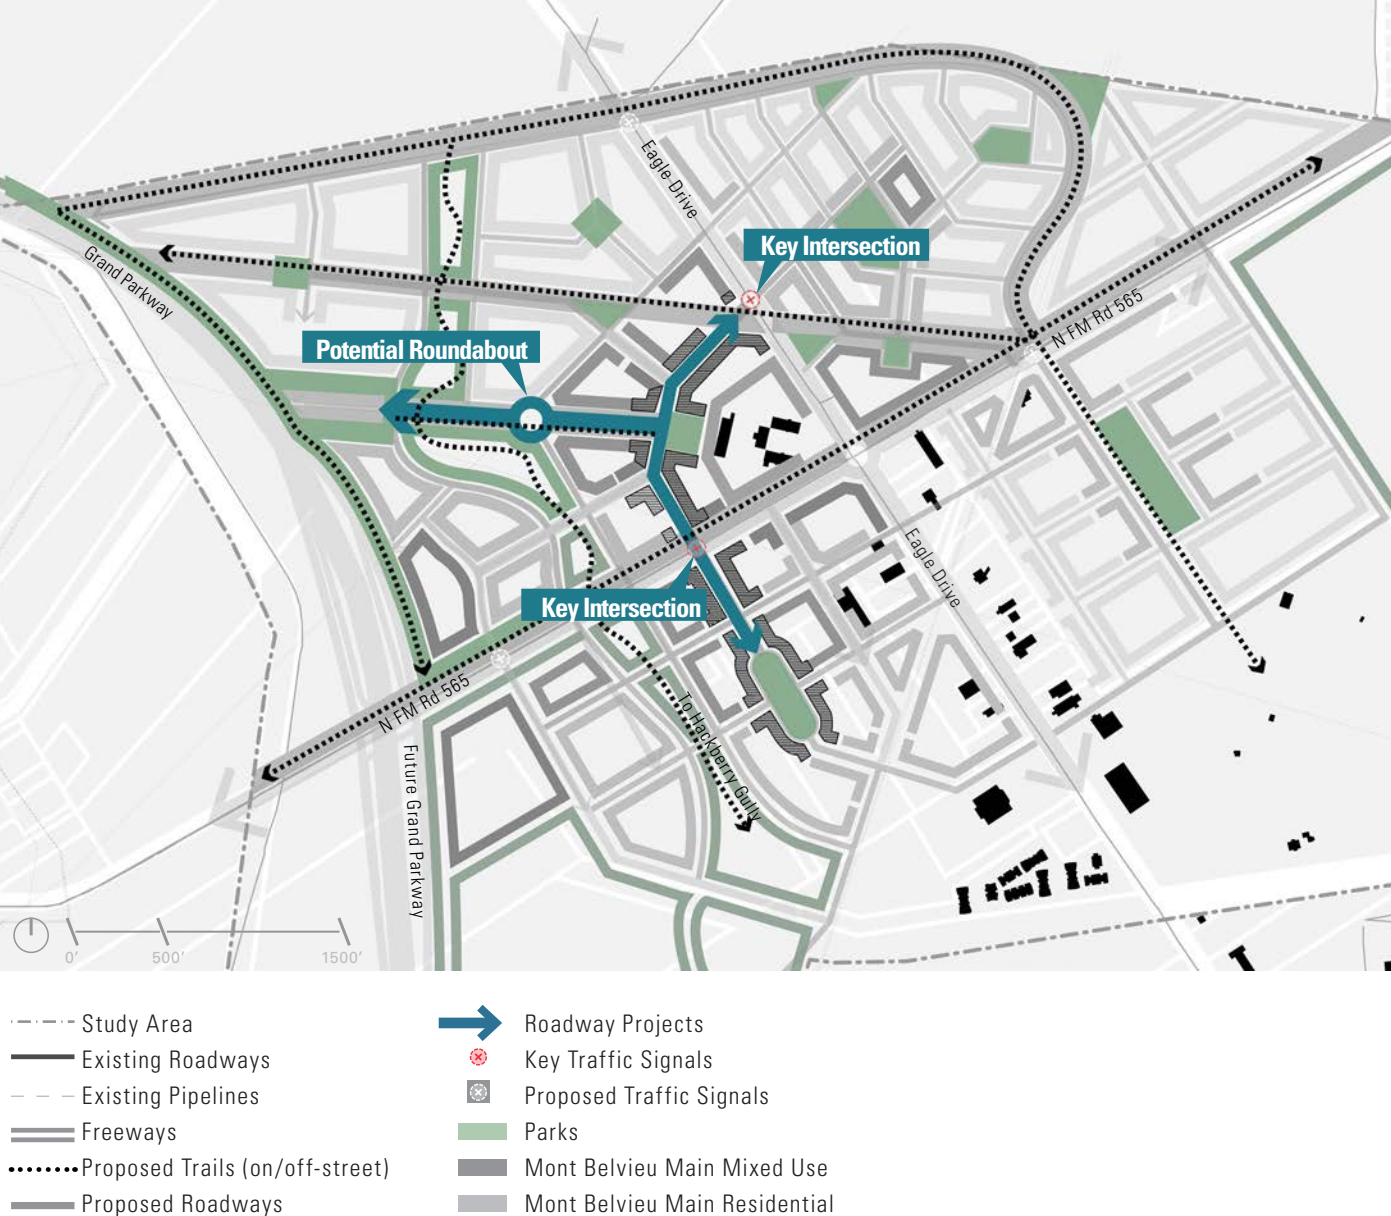 Eagle Drive
Key Intersection
Grand Parkway
N FM Rd 565
Potential Roundabout
Eagle Drive
Key Intersection
N FM Rd 565
To Hackberry Gully
Future Grand Parkway
0' 500' 1500'
Study Area
Existing Roadways
Existing Pipelines
Freeways
Proposed Trails (on/off-street)
Proposed Roadways
Roadway Projects
Key Traffic Signals
Proposed Traffic Signals
Parks
Mont Belvieu Main Mixed Use
Mont Belvieu Main Residential